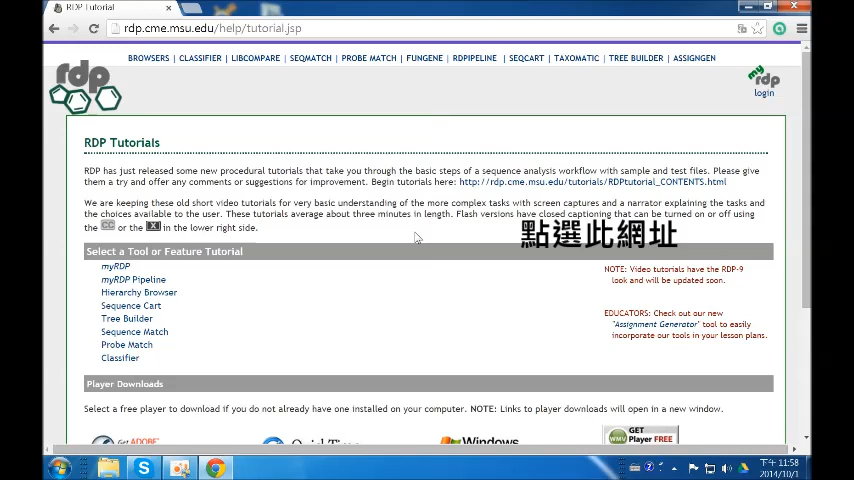 RDP Tutorial
rdp.cme.msu.edu/help/tutorial.jsp
BROWSERS | CLASSIFIER | LIBCOMPARE | SEQMATCH | PROBE MATCH | FUNGENE | RDPIPELINE | SEQCART | TAXOMATIC | TREE BUILDER | ASSIGNGEN
rdp
my
rdp
login
RDP Tutorials
RDP has just released some new procedural tutorials that take you through the basic steps of a sequence analysis workflow with sample and test files. Please give
them a try and offer any comments or suggestions for improvement. Begin tutorials here: http://rdp.cme.msu.edu/tutorials/RDPtutorial_CONTENTS.html
We are keeping these old short video tutorials for very basic understanding of the more complex tasks with screen captures and a narrator explaining the tasks and
the choices available to the user. These tutorials average about three minutes in length. Flash versions have closed captioning that can be turned on or off using
the CC or the X in the lower right side.
點選此網址
Select a Tool or Feature Tutorial
myRDP
myRDP Pipeline
Hierarchy Browser
Sequence Cart
Tree Builder
Sequence Match
Probe Match
Classifier
NOTE: Video tutorials have the RDP-9
look and will be updated soon.
EDUCATORS: Check out our new
"Assignment Generator" tool to easily
incorporate our tools in your lesson plans.
Player Downloads
Select a free player to download if you do not already have one installed on your computer. NOTE: Links to player downloads will open in a new window.
Get ADOBE
QuickTime
Windows
GET
Player FREE
WMV
下午 11:58
2014/10/1